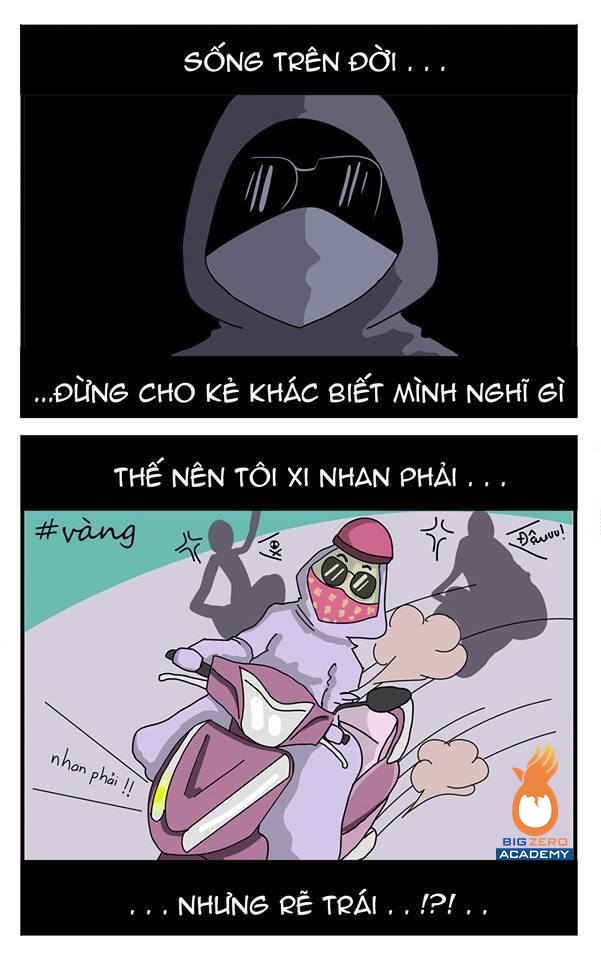 SỐNG TRÊN ĐỜI . . .
...ĐỪNG CHO KẺ KHÁC BIẾT MÌNH NGHĨ GÌ
THẾ NÊN TÔI XI NHAN PHẢI . . .
#vàng
Đậuuu!
nhan phải !!
BIG ZERO
ACADEMY
. . . NHƯNG RẼ TRÁI . . !?! . .